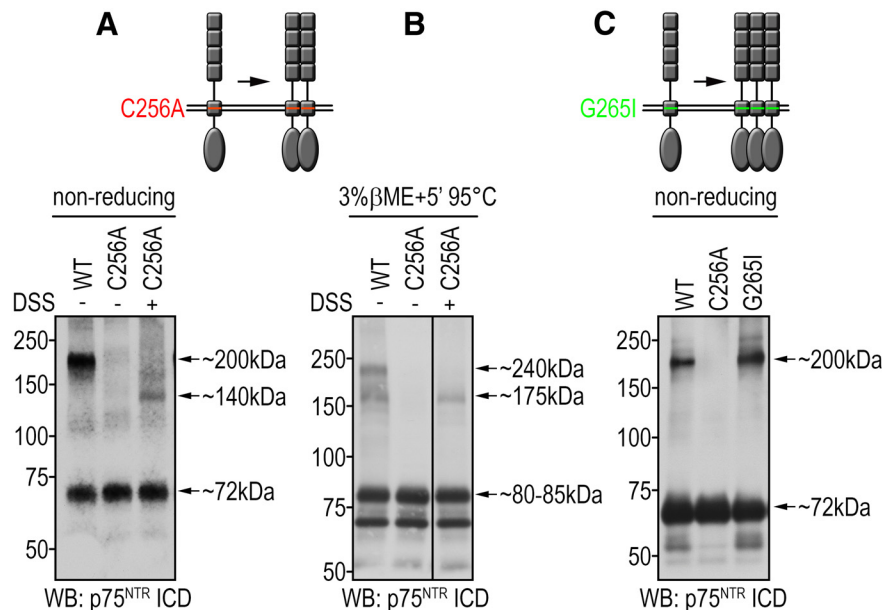 A
B
C
C256A
G265I
non-reducing
3%βME+5' 95°C
non-reducing
WT
C256A
C256A
WT
C256A
C256A
WT
C256A
G265I
DSS - - +
DSS - - +
250
150
100
75
50
~200kDa
~140kDa
~72kDa
250
150
100
75
50
~240kDa
~175kDa
~80-85kDa
250
150
100
75
50
~200kDa
~72kDa
WB: p75NTR ICD
WB: p75NTR ICD
WB: p75NTR ICD